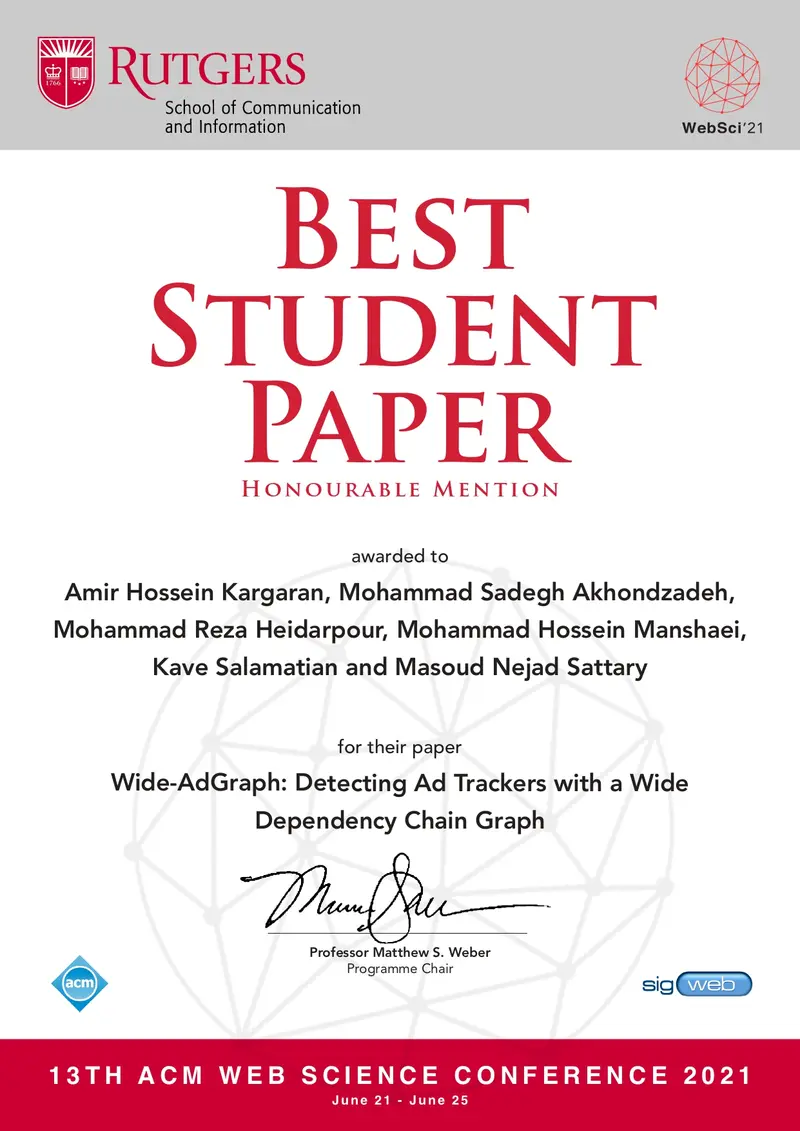 RUTGERS
1766
School of Communication
and Information
WebSci'21
BEST
STUDENT
PAPER
HONOURABLE MENTION
awarded to
Amir Hossein Kargaran, Mohammad Sadegh Akhondzadeh,
Mohammad Reza Heidarpour, Mohammad Hossein Manshaei,
Kave Salamatian and Masoud Nejad Sattary
for their paper
Wide-AdGraph: Detecting Ad Trackers with a Wide
Dependency Chain Graph
Professor Matthew S. Weber
Programme Chair
acm
sig web
13TH ACM WEB SCIENCE CONFERENCE 2021
June 21 - June 25